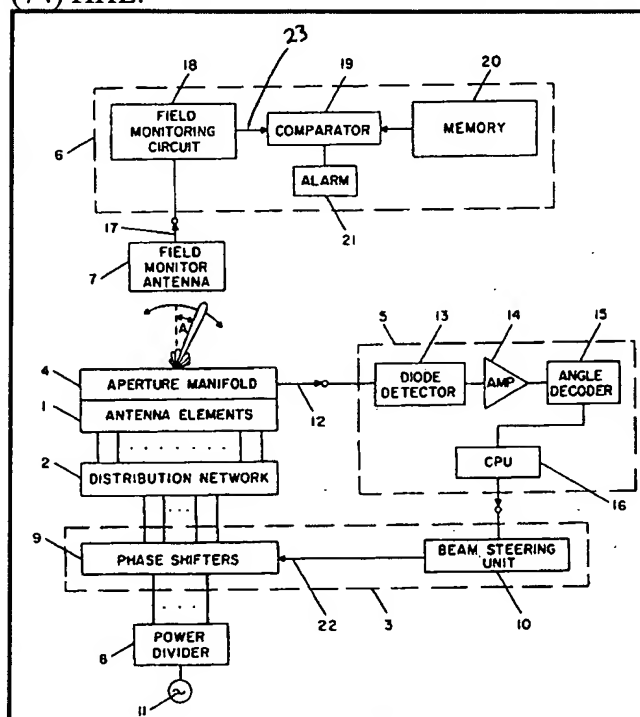 23
18
19
20
FIELD
MONITORING
CIRCUIT
COMPARATOR
MEMORY
6
ALARM
21
17
FIELD
MONITOR
ANTENNA
7
A
5
13
14
15
4
APERTURE MANIFOLD
12
DIODE
DETECTOR
AMP
ANGLE
DECODER
1
ANTENNA ELEMENTS
2
DISTRIBUTION NETWORK
CPU
16
9
PHASE SHIFTERS
BEAM STEERING
UNIT
22
3
10
8
POWER
DIVIDER
11